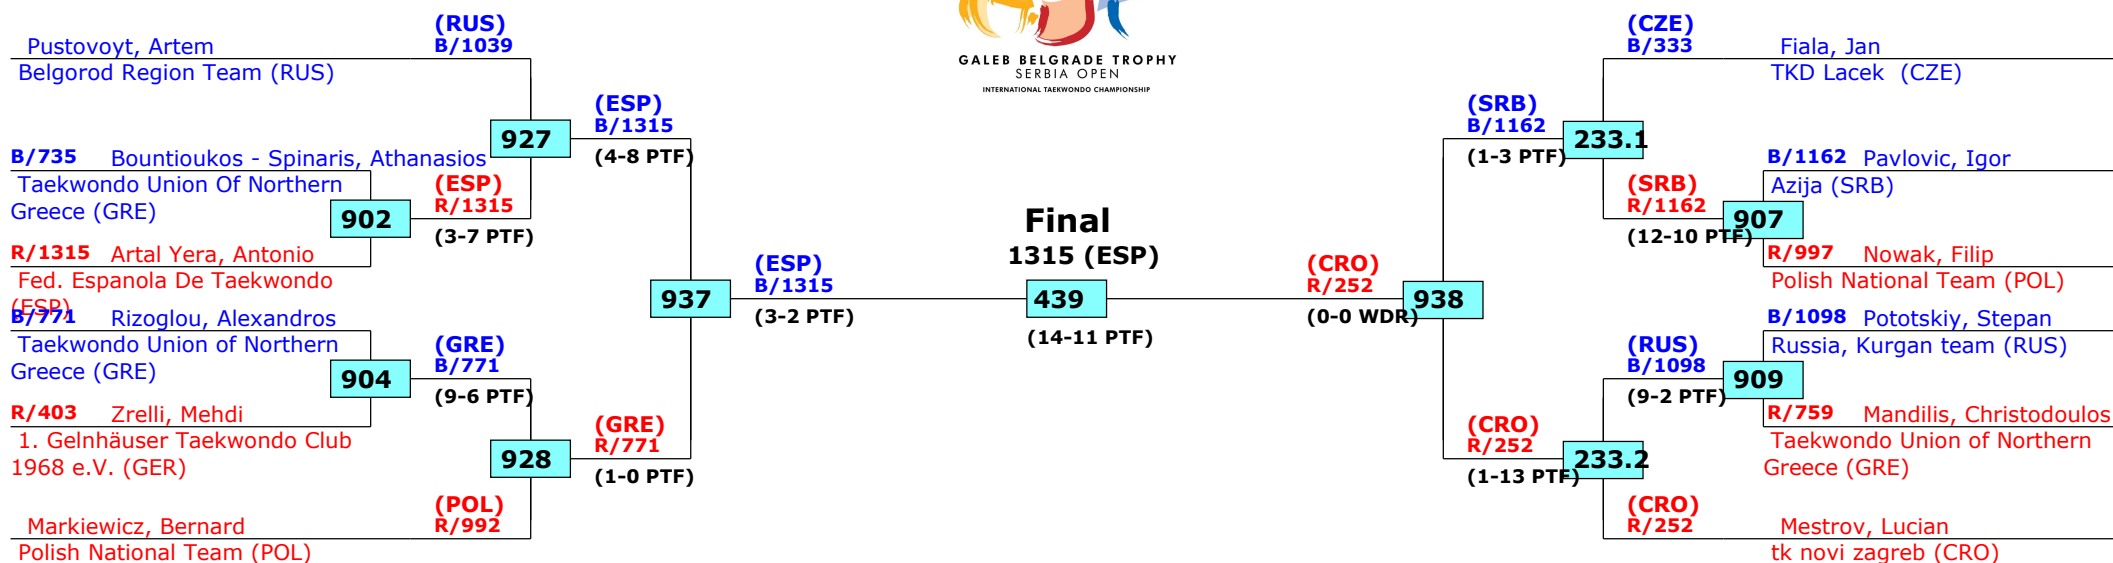 (RUS)
B/1039
Pustovoyt, Artem
Belgorod Region Team (RUS)
927
(ESP)
B/1315
(4-8 PTF)
B/735 Bountioukos - Spinaris, Athanasios
Taekwondo Union Of Northern
Greece (GRE)
902
(ESP)
R/1315
(3-7 PTF)
R/1315 Artal Yera, Antonio
Fed. Espanola De Taekwondo
(ESP)
B/771 Rizoglou, Alexandros
Taekwondo Union of Northern
Greece (GRE)
904
(GRE)
B/771
(9-6 PTF)
R/403 Zrelli, Mehdi
1. Gelnhäuser Taekwondo Club
1968 e.V. (GER)
928
(GRE)
R/771
(1-0 PTF)
(POL)
R/992
Markiewicz, Bernard
Polish National Team (POL)
937
(ESP)
B/1315
(3-2 PTF)
GALEB BELGRADE TROPHY
SERBIA OPEN
INTERNATIONAL TAEKWONDO CHAMPIONSHIP
Final
1315 (ESP)
439
(14-11 PTF)
(CRO)
R/252
(0-0 WDR)
938
(SRB)
B/1162
(1-3 PTF)
233.1
(CZE)
B/333
Fiala, Jan
TKD Lacek (CZE)
B/1162 Pavlovic, Igor
Azija (SRB)
(SRB)
R/1162
(12-10 PTF)
907
R/997 Nowak, Filip
Polish National Team (POL)
B/1098 Pototskiy, Stepan
Russia, Kurgan team (RUS)
(RUS)
B/1098
(9-2 PTF)
909
R/759 Mandilis, Christodoulos
Taekwondo Union of Northern
Greece (GRE)
(CRO)
R/252
(1-13 PTF)
233.2
(CRO)
R/252
Mestrov, Lucian
tk novi zagreb (CRO)